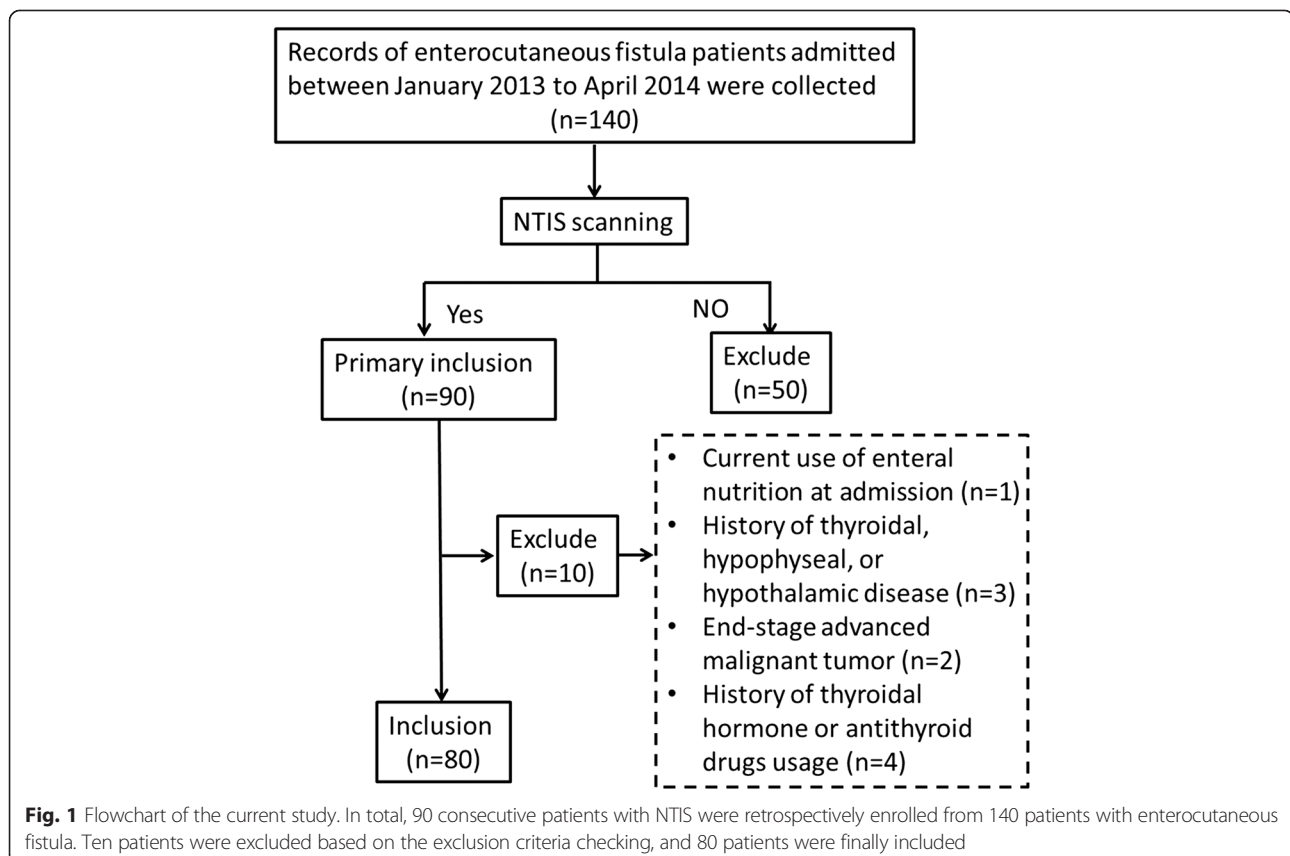 Records of enterocutaneous fistula patients admitted
between January 2013 to April 2014 were collected
(n=140)
NTIS scanning
Yes
NO
Primary inclusion
(n=90)
Exclude
(n=50)
Exclude
(n=10)
• Current use of enteral
nutrition at admission (n=1)
• History of thyroidal,
hypophyseal, or
hypothalamic disease (n=3)
• End-stage advanced
malignant tumor (n=2)
• History of thyroidal
hormone or antithyroid
drugs usage (n=4)
Inclusion
(n=80)
Fig. 1 Flowchart of the current study. In total, 90 consecutive patients with NTIS were retrospectively enrolled from 140 patients with enterocutaneous
fistula. Ten patients were excluded based on the exclusion criteria checking, and 80 patients were finally included